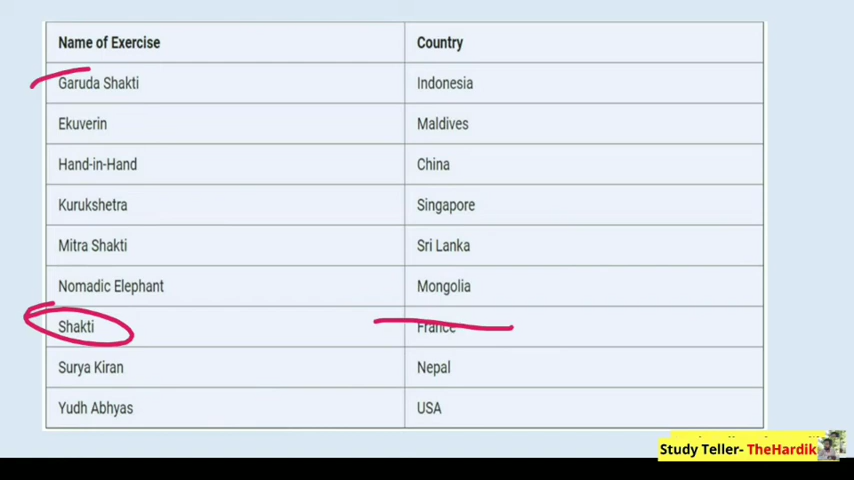 Name of Exercise Country
Garuda Shakti Indonesia
Ekuverin Maldives
Hand-in-Hand China
Kurukshetra Singapore
Mitra Shakti Sri Lanka
Nomadic Elephant Mongolia
Shakti France
Surya Kiran Nepal
Yudh Abhyas USA
Study Teller- TheHardik